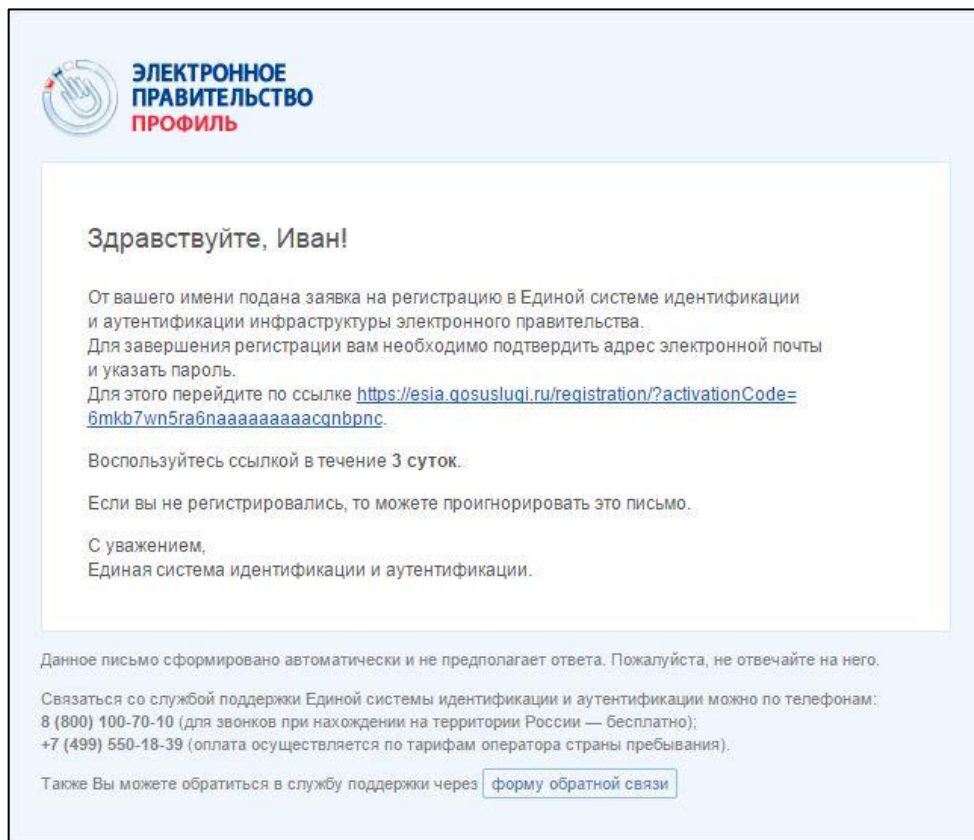 ЭЛЕКТРОННОЕ
ПРАВИТЕЛЬСТВО
ПРОФИЛЬ
Здравствуйте, Иван!
От вашего имени подана заявка на регистрацию в Единой системе идентификации
и аутентификации инфраструктуры электронного правительства.
Для завершения регистрации вам необходимо подтвердить адрес электронной почты
и указать пароль.
Для этого перейдите по ссылке https://esia.gosuslugi.ru/registration/?activationCode=
6mkb7wn5ra6naaaaaaaaacqnbpnc.
Воспользуйтесь ссылкой в течение 3 суток.
Если вы не регистрировались, то можете проигнорировать это письмо.
С уважением,
Единая система идентификации и аутентификации.
Данное письмо сформировано автоматически и не предполагает ответа. Пожалуйста, не отвечайте на него.
Связаться со службой поддержки Единой системы идентификации и аутентификации можно по телефонам:
8 (800) 100-70-10 (для звонков при нахождении на территории России — бесплатно);
+7 (499) 550-18-39 (оплата осуществляется по тарифам оператора страны пребывания).
Также Вы можете обратиться в службу поддержки через форму обратной связи